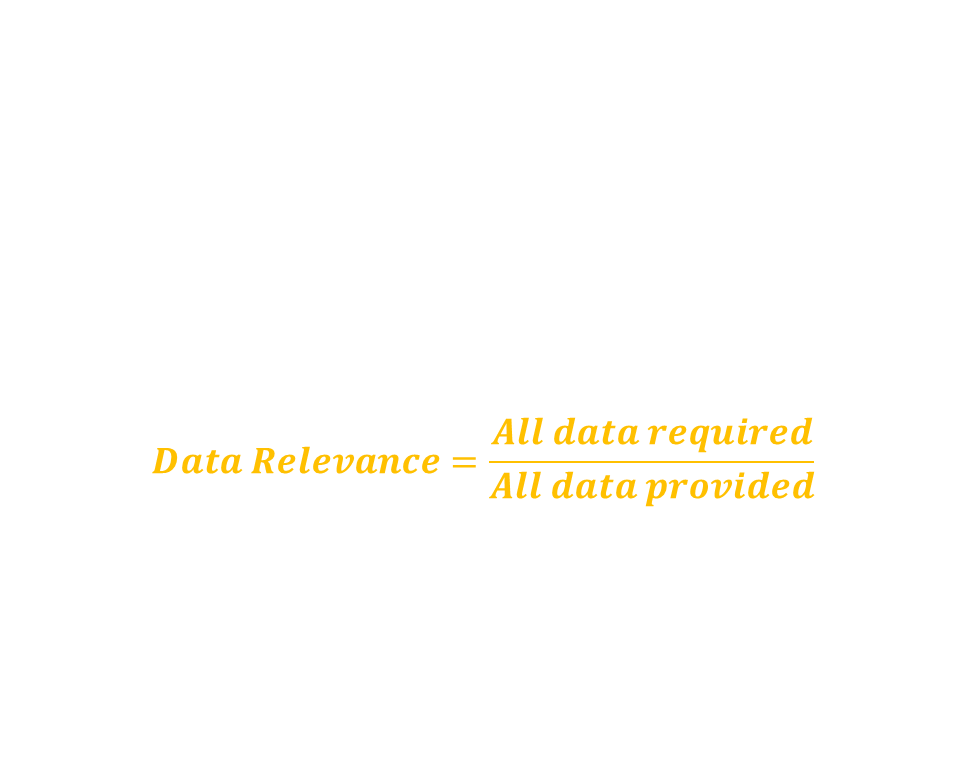 Data Relevance = All data required
All data provided